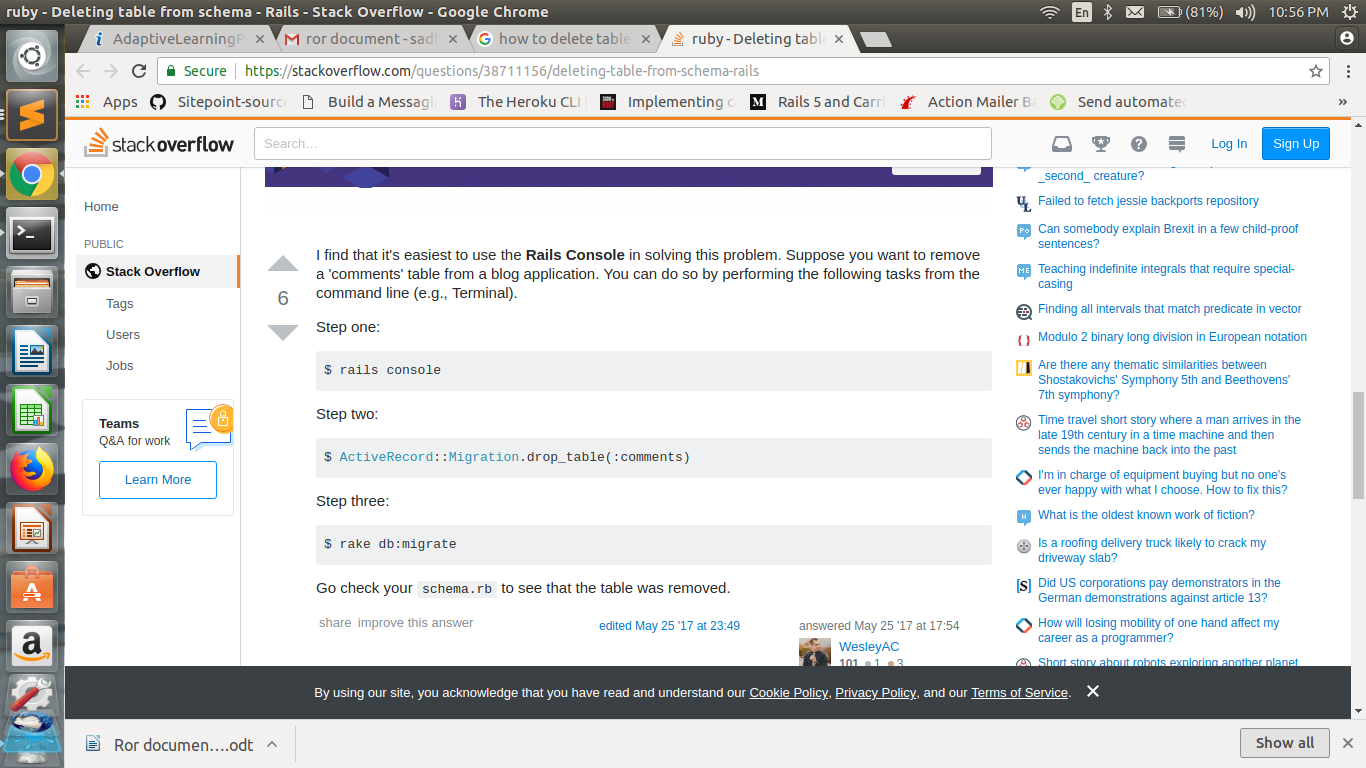 ruby - Deleting table from schema - Rails - Stack Overflow - Google Chrome
En
(81%)
10:56 PM
AdaptiveLearningP
ror document - sadh
how to delete table
ruby - Deleting tabl
Secure
https://stackoverflow.com/questions/38711156/deleting-table-from-schema-rails
Apps
Sitepoint-source
Build a Messagi
The Heroku CLI
Implementing c
Rails 5 and Carri
Action Mailer Ba
Send automated
»
stackoverflow
Search…
Log In
Sign Up
Home
PUBLIC
Stack Overflow
Tags
Users
Jobs
Teams
Q&A for work
Learn More
6
I find that it's easiest to use the Rails Console in solving this problem. Suppose you want to remove
a 'comments' table from a blog application. You can do so by performing the following tasks from the
command line (e.g., Terminal).
Step one:
$ rails console
Step two:
$ ActiveRecord::Migration.drop_table(:comments)
Step three:
$ rake db:migrate
Go check your schema.rb to see that the table was removed.
share improve this answer
edited May 25 '17 at 23:49
answered May 25 '17 at 17:54
WesleyAC
101 1 3
_second_ creature?
Failed to fetch jessie backports repository
Can somebody explain Brexit in a few child-proof
sentences?
Teaching indefinite integrals that require special-
casing
Finding all intervals that match predicate in vector
Modulo 2 binary long division in European notation
Are there any thematic similarities between
Shostakovichs' Symphony 5th and Beethovens'
7th symphony?
Time travel short story where a man arrives in the
late 19th century in a time machine and then
sends the machine back into the past
I'm in charge of equipment buying but no one's
ever happy with what I choose. How to fix this?
What is the oldest known work of fiction?
Is a roofing delivery truck likely to crack my
driveway slab?
Did US corporations pay demonstrators in the
German demonstrations against article 13?
How will losing mobility of one hand affect my
career as a programmer?
Short story about robots exploring another planet
By using our site, you acknowledge that you have read and understand our Cookie Policy, Privacy Policy, and our Terms of Service.
Ror documen….odt
Show all